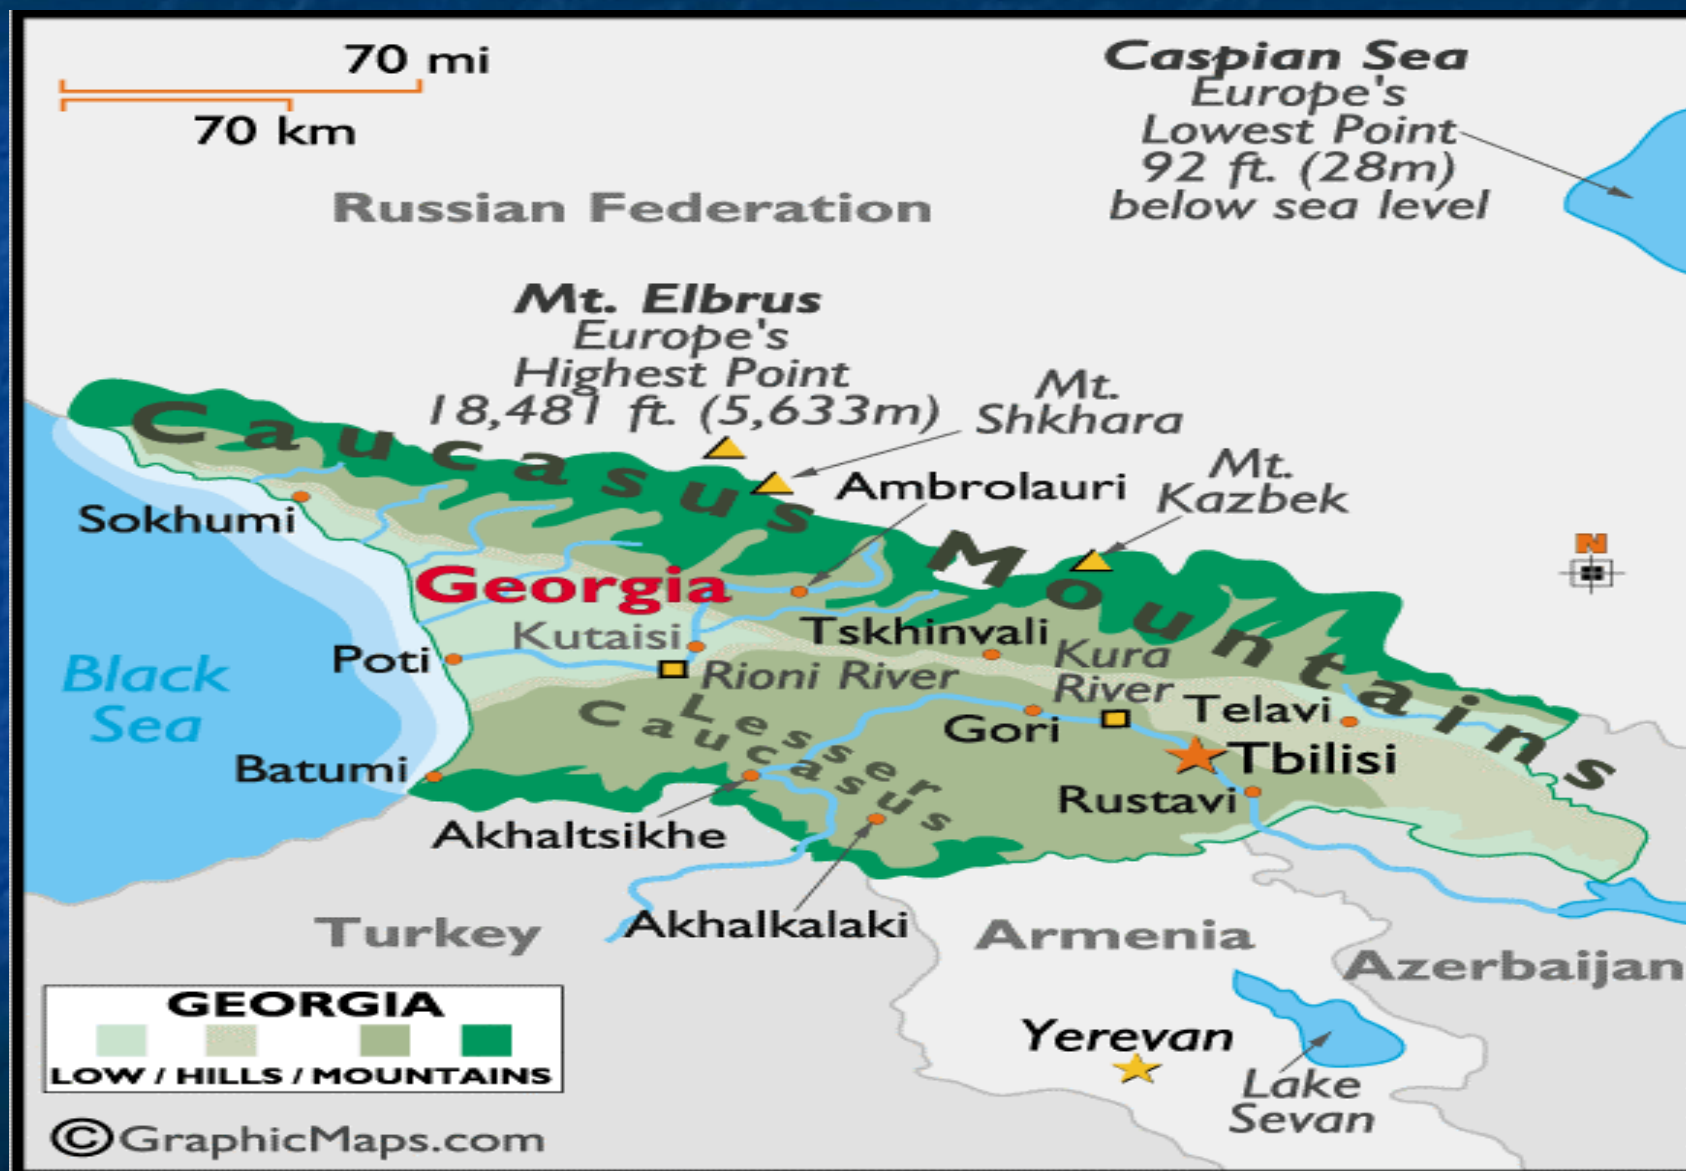 70 mi
70 km
Caspian Sea
Europe's
Lowest Point
92 ft. (28m)
below sea level
Russian Federation
Mt. Elbrus
Europe's
Highest Point
18,481 ft. (5,633m)
Mt.
Shkhara
Caucasus Mountains
Ambrolauri
Mt.
Kazbek
Sokhumi
N
Georgia
Kutaisi
Tskhinvali
Poti
Rioni River
Kura
River
Black
Sea
Lesser
Caucasus
Gori
Telavi
Tbilisi
Batumi
Rustavi
Akhaltsikhe
Akhalkalaki
Turkey
Armenia
Azerbaijan
GEORGIA
LOW / HILLS / MOUNTAINS
Yerevan
Lake
Sevan
©GraphicMaps.com